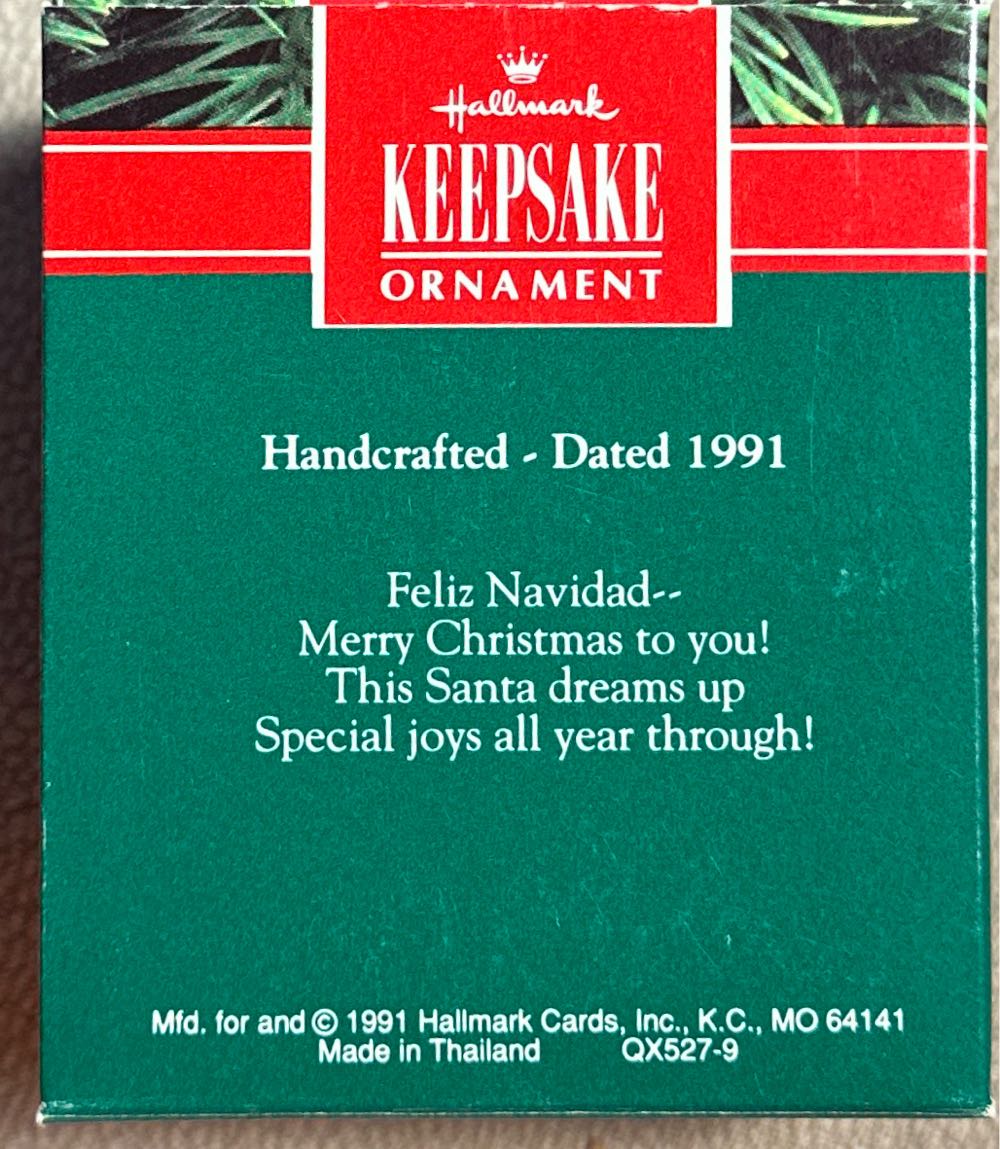 Hallmark
KEEPSAKE
ORNAMENT
Handcrafted - Dated 1991
Feliz Navidad--
Merry Christmas to you!
This Santa dreams up
Special joys all year through!
Mfd. for and © 1991 Hallmark Cards, Inc., K.C., MO 64141
Made in Thailand QX527-9